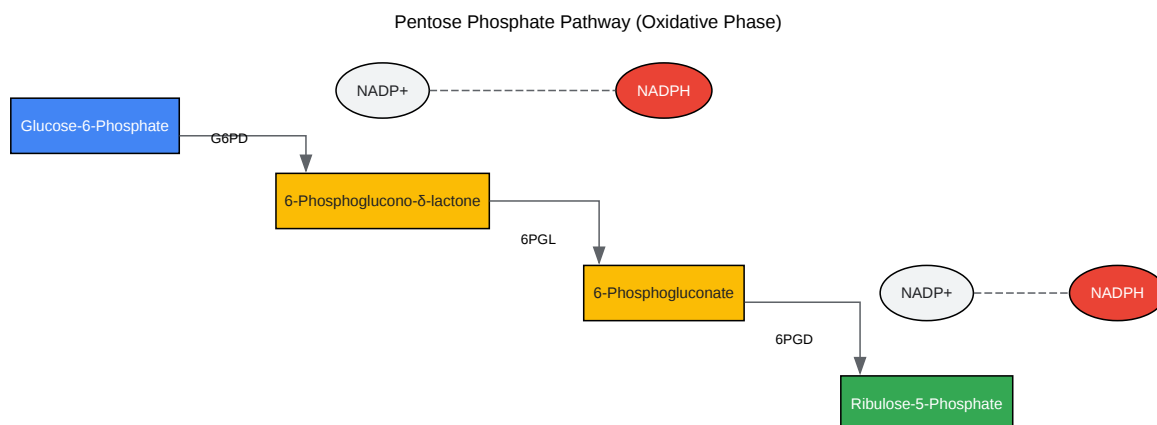 Pentose Phosphate Pathway (Oxidative Phase)
NADP+
NADPH
Glucose-6-Phosphate
G6PD
6-Phosphoglucono-δ-lactone
6PGL
6-Phosphogluconate
NADP+
NADPH
6PGD
Ribulose-5-Phosphate